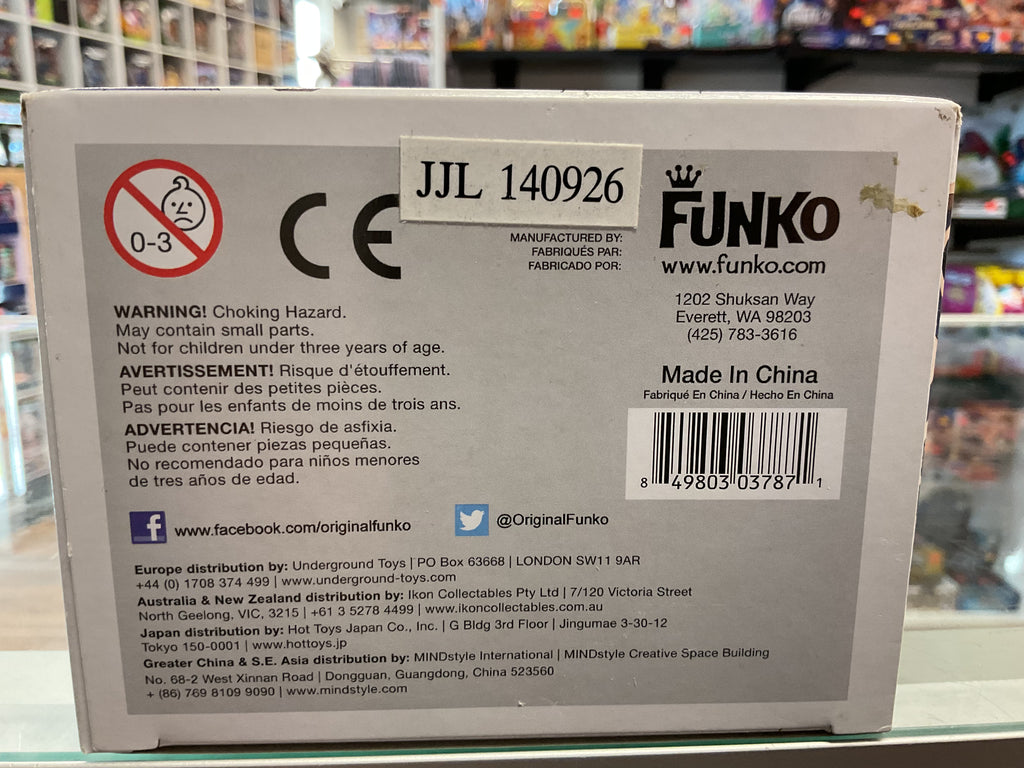 JJL 140926
0-3
CE
MANUFACTURED BY:
FABRIQUÉS PAR:
FABRICADO POR:
FUNKO
www.funko.com
1202 Shuksan Way
Everett, WA 98203
(425) 783-3616
WARNING! Choking Hazard.
May contain small parts.
Not for children under three years of age.
AVERTISSEMENT! Risque d'étouffement.
Peut contenir des petites pièces.
Pas pour les enfants de moins de trois ans.
ADVERTENCIA! Riesgo de asfixia.
Puede contener piezas pequeñas.
No recomendado para niños menores
de tres años de edad.
Made In China
Fabriqué En China / Hecho En China
8 49803 03787 1
www.facebook.com/originalfunko
@OriginalFunko
Europe distribution by: Underground Toys | PO Box 63668 | LONDON SW11 9AR
+44 (0) 1708 374 499 | www.underground-toys.com
Australia & New Zealand distribution by: Ikon Collectables Pty Ltd | 7/120 Victoria Street
North Geelong, VIC, 3215 | +61 3 5278 4499 | www.ikoncollectables.com.au
Japan distribution by: Hot Toys Japan Co., Inc. | G Bldg 3rd Floor | Jingumae 3-30-12
Tokyo 150-0001 | www.hottoys.jp
Greater China & S.E. Asia distribution by: MINDstyle International | MINDstyle Creative Space Building
No. 68-2 West Xinnan Road | Dongguan, Guangdong, China 523560
+ (86) 769 8109 9090 | www.mindstyle.com